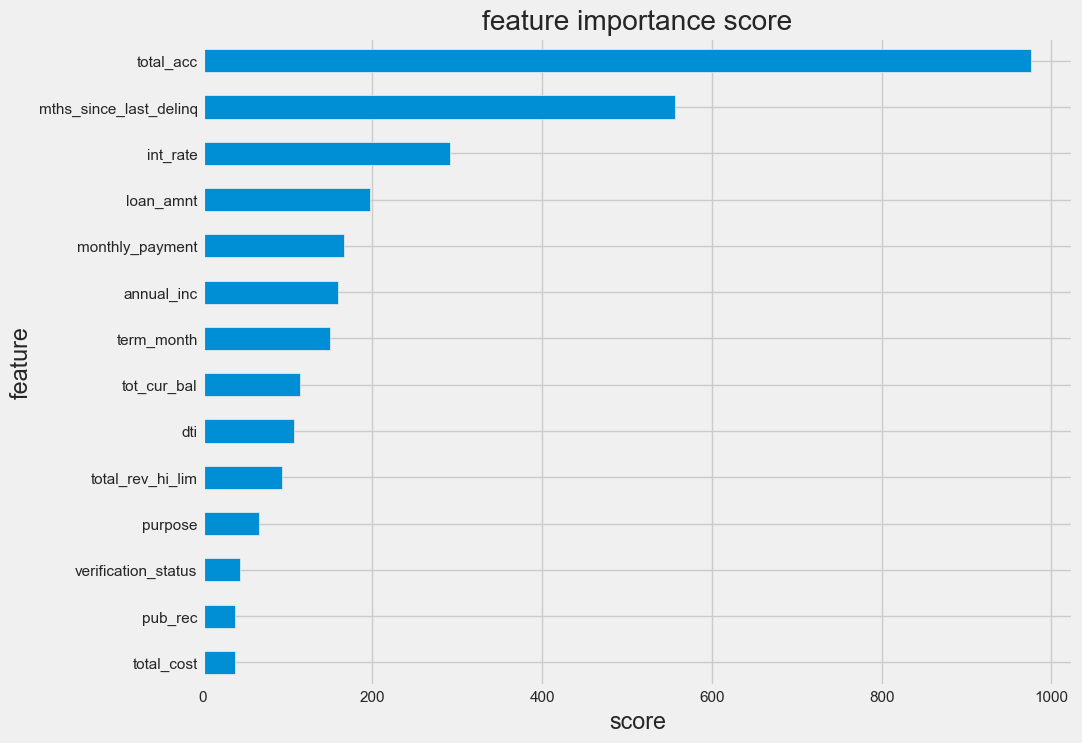 feature importance score
total_acc
mths_since_last_delinq
int_rate
loan_amnt
monthly_payment
annual_inc
term_month
tot_cur_bal
dti
total_rev_hi_lim
purpose
verification_status
pub_rec
total_cost
feature
0 200 400 600 800 1000
score